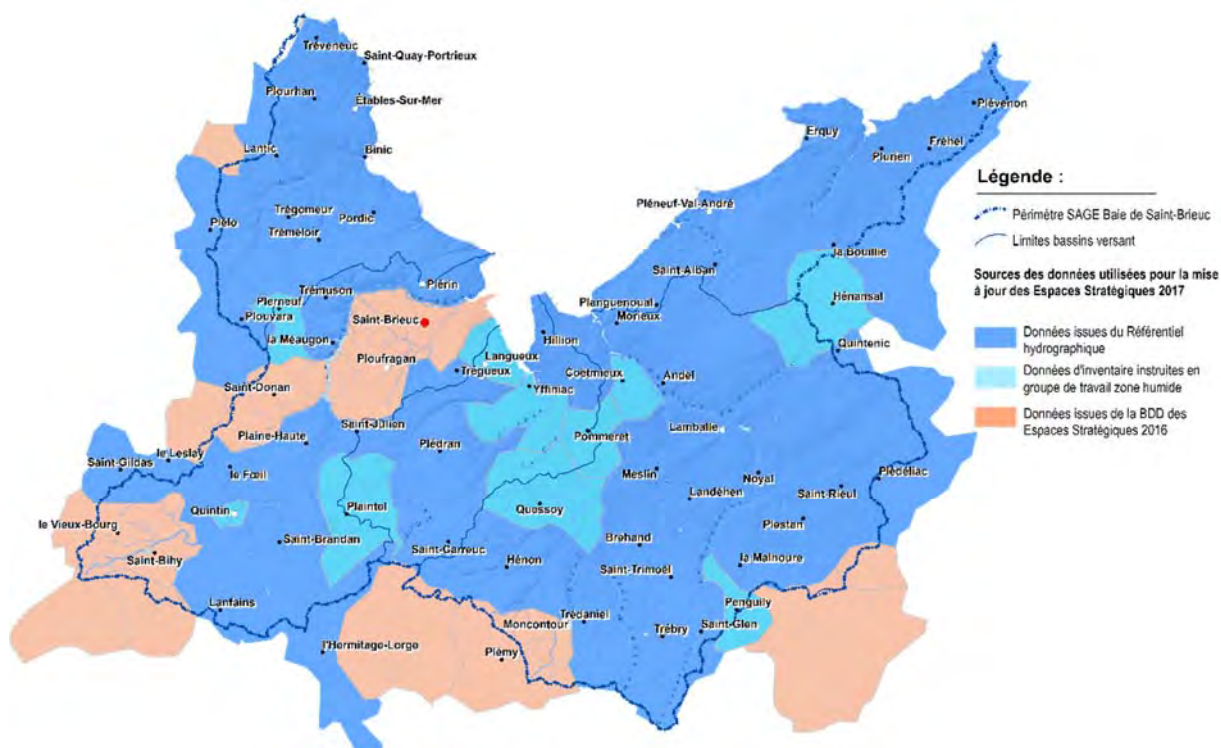 Tréveneuc
Saint-Quay-Portrieux
Plourhan
Étables-Sur-Mer
Lantic
Binic
Plélo
Trégomeur
Pordic
Trémeloir
Plérin
Trémuson
Plerneuf
Plouvara
la Méaugon
Saint-Brieuc
Ploufragan
Langueux
Trégueux
Yffiniac
Hillion
Coëtmieux
Planguenoual
Morieux
Andel
Saint-Alban
Pléneuf-Val-André
Erquy
Plurien
Fréhel
Plévenon
la Bouillie
Hénansal
Quintenic
Saint-Donan
Saint-Julien
Plaine-Haute
Plédran
Pommeret
Lamballe
le Leslay
Saint-Gildas
le Fœil
Meslin
Noyal
Plédéliac
Landéhen
Saint-Rieul
Quintin
Plaintel
Quessoy
Plestan
le Vieux-Bourg
Saint-Bihy
Saint-Brandan
Saint-Carreuc
Hénon
Bréhand
Saint-Trimoël
la Malhoure
Lanfains
Moncontour
Trédaniel
Penguily
Saint-Glen
Trébry
l'Hermitage-Lorge
Plémy
Légende :
Périmètre SAGE Baie de Saint-Brieuc
Limites bassins versant
Sources des données utilisées pour la mise
à jour des Espaces Stratégiques 2017
Données issues du Référentiel
hydrographique
Données d'inventaire instruites en
groupe de travail zone humide
Données issues de la BDD des
Espaces Stratégiques 2016